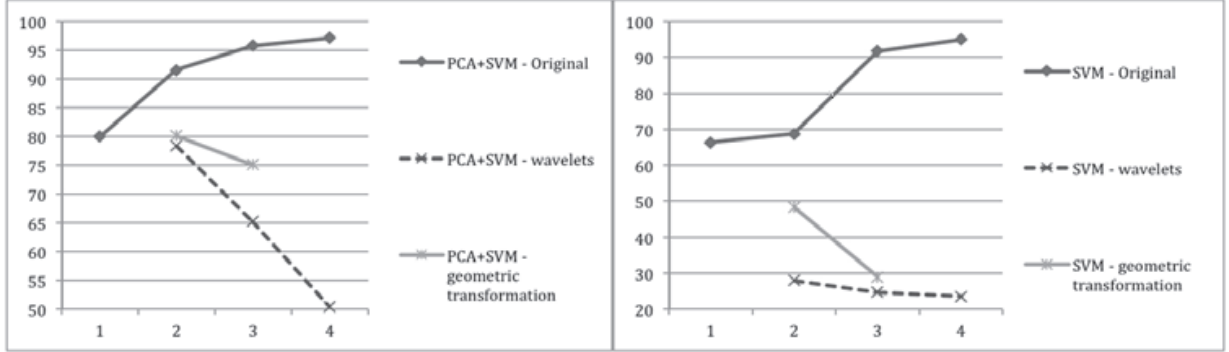 100
95
90
85
80
75
70
65
60
55
50
1 2 3 4
PCA+SVM - Original
PCA+SVM - wavelets
PCA+SVM -
geometric
transformation
100
90
80
70
60
50
40
30
20
1 2 3 4
SVM - Original
SVM - wavelets
SVM - geometric
transformation